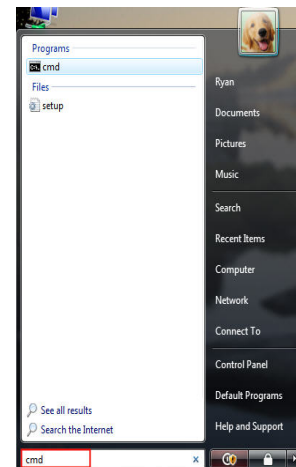 Programs
cmd
Files
setup
See all results
Search the Internet
cmd
Ryan
Documents
Pictures
Music
Search
Recent Items
Computer
Network
Connect To
Control Panel
Default Programs
Help and Support